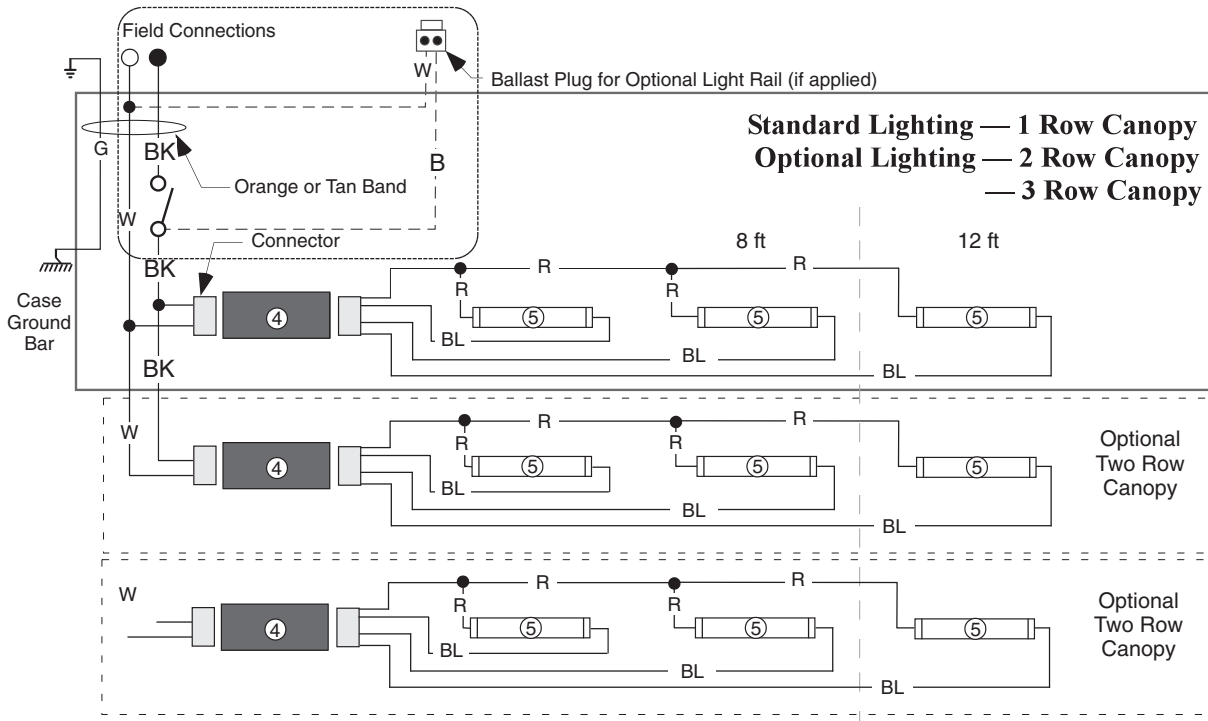 Field Connections
W
Ballast Plug for Optional Light Rail (if applied)
Standard Lighting — 1 Row Canopy
Optional Lighting — 2 Row Canopy
— 3 Row Canopy
G
BK
B
Orange or Tan Band
W
Connector
8 ft
12 ft
BK
R
R
R
R
Case
Ground
Bar
4
5
5
5
BL
BL
BK
BL
W
R
R
R
R
4
5
5
5
BL
BL
BL
Optional
Two Row
Canopy
W
R
R
R
R
4
5
5
5
BL
BL
BL
Optional
Two Row
Canopy